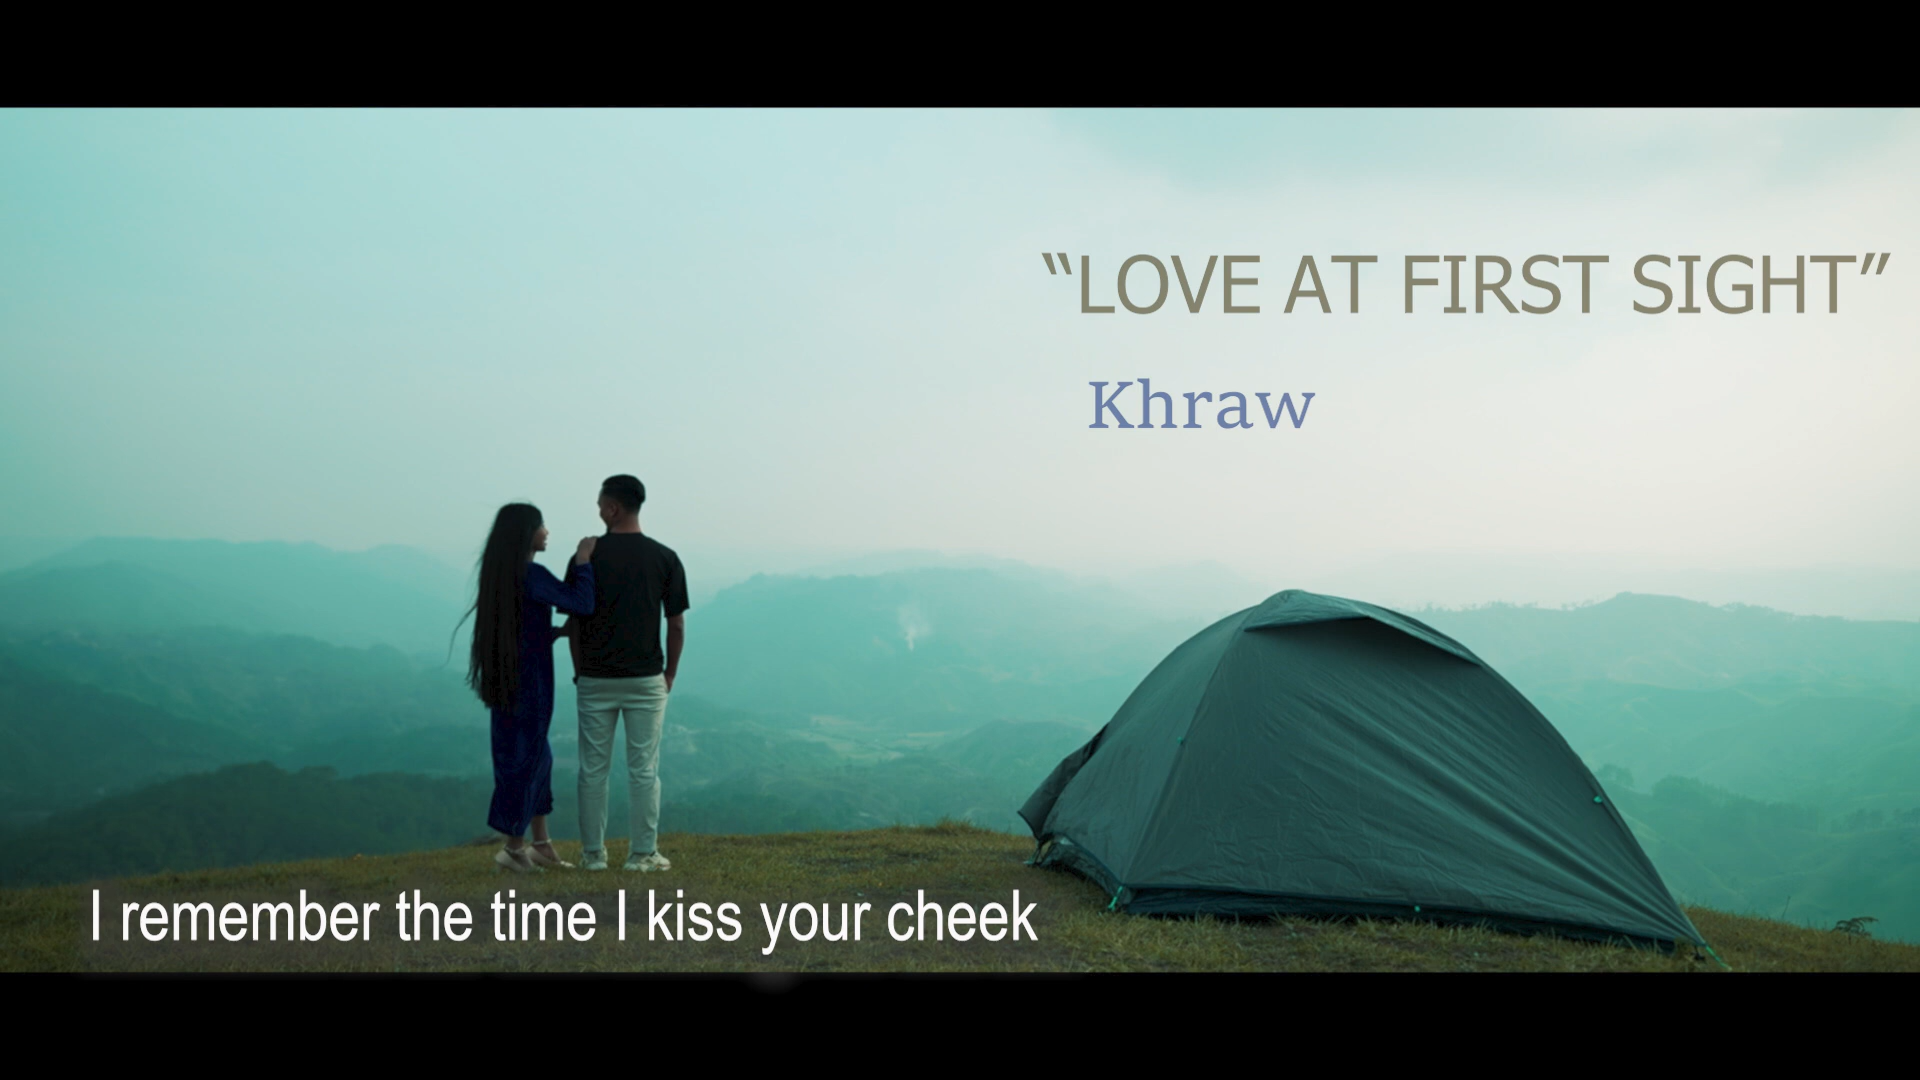 “LOVE AT FIRST SIGHT”
Khraw
I remember the time I kiss your cheek